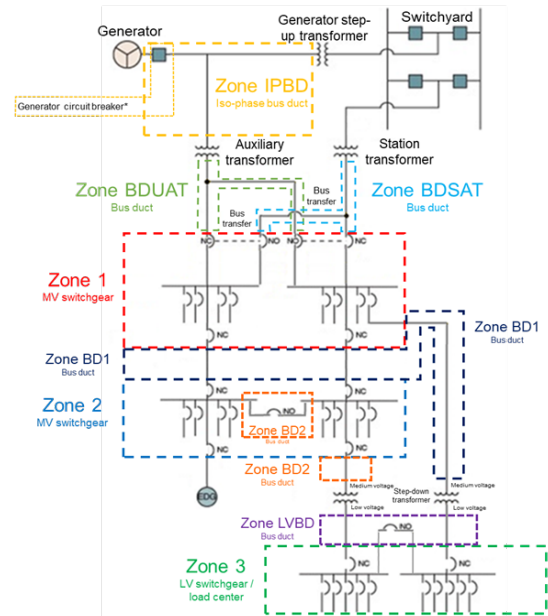 Generator step-
up transformer
Switchyard
Generator
Zone IPBD
Iso-phase bus duct
Generator circuit breaker*
Auxiliary
transformer
Station
transformer
Zone BDUAT
Bus duct
Bus
transfer
Zone BDSAT
Bus duct
Bus
transfer
NC
NO
NO
NC
Zone 1
MV switchgear
NC
NC
Zone BD1
Bus duct
Zone BD1
Bus duct
NC
NC
Zone 2
MV switchgear
NO
Zone BD2
Bus duct
NC
NC
Zone BD2
Bus duct
EDG
Medium voltage
Step-down
transformer
Medium voltage
Low voltage
Low voltage
Zone LVBD
Bus duct
NO
Zone 3
LV switchgear /
load center
NC
NC